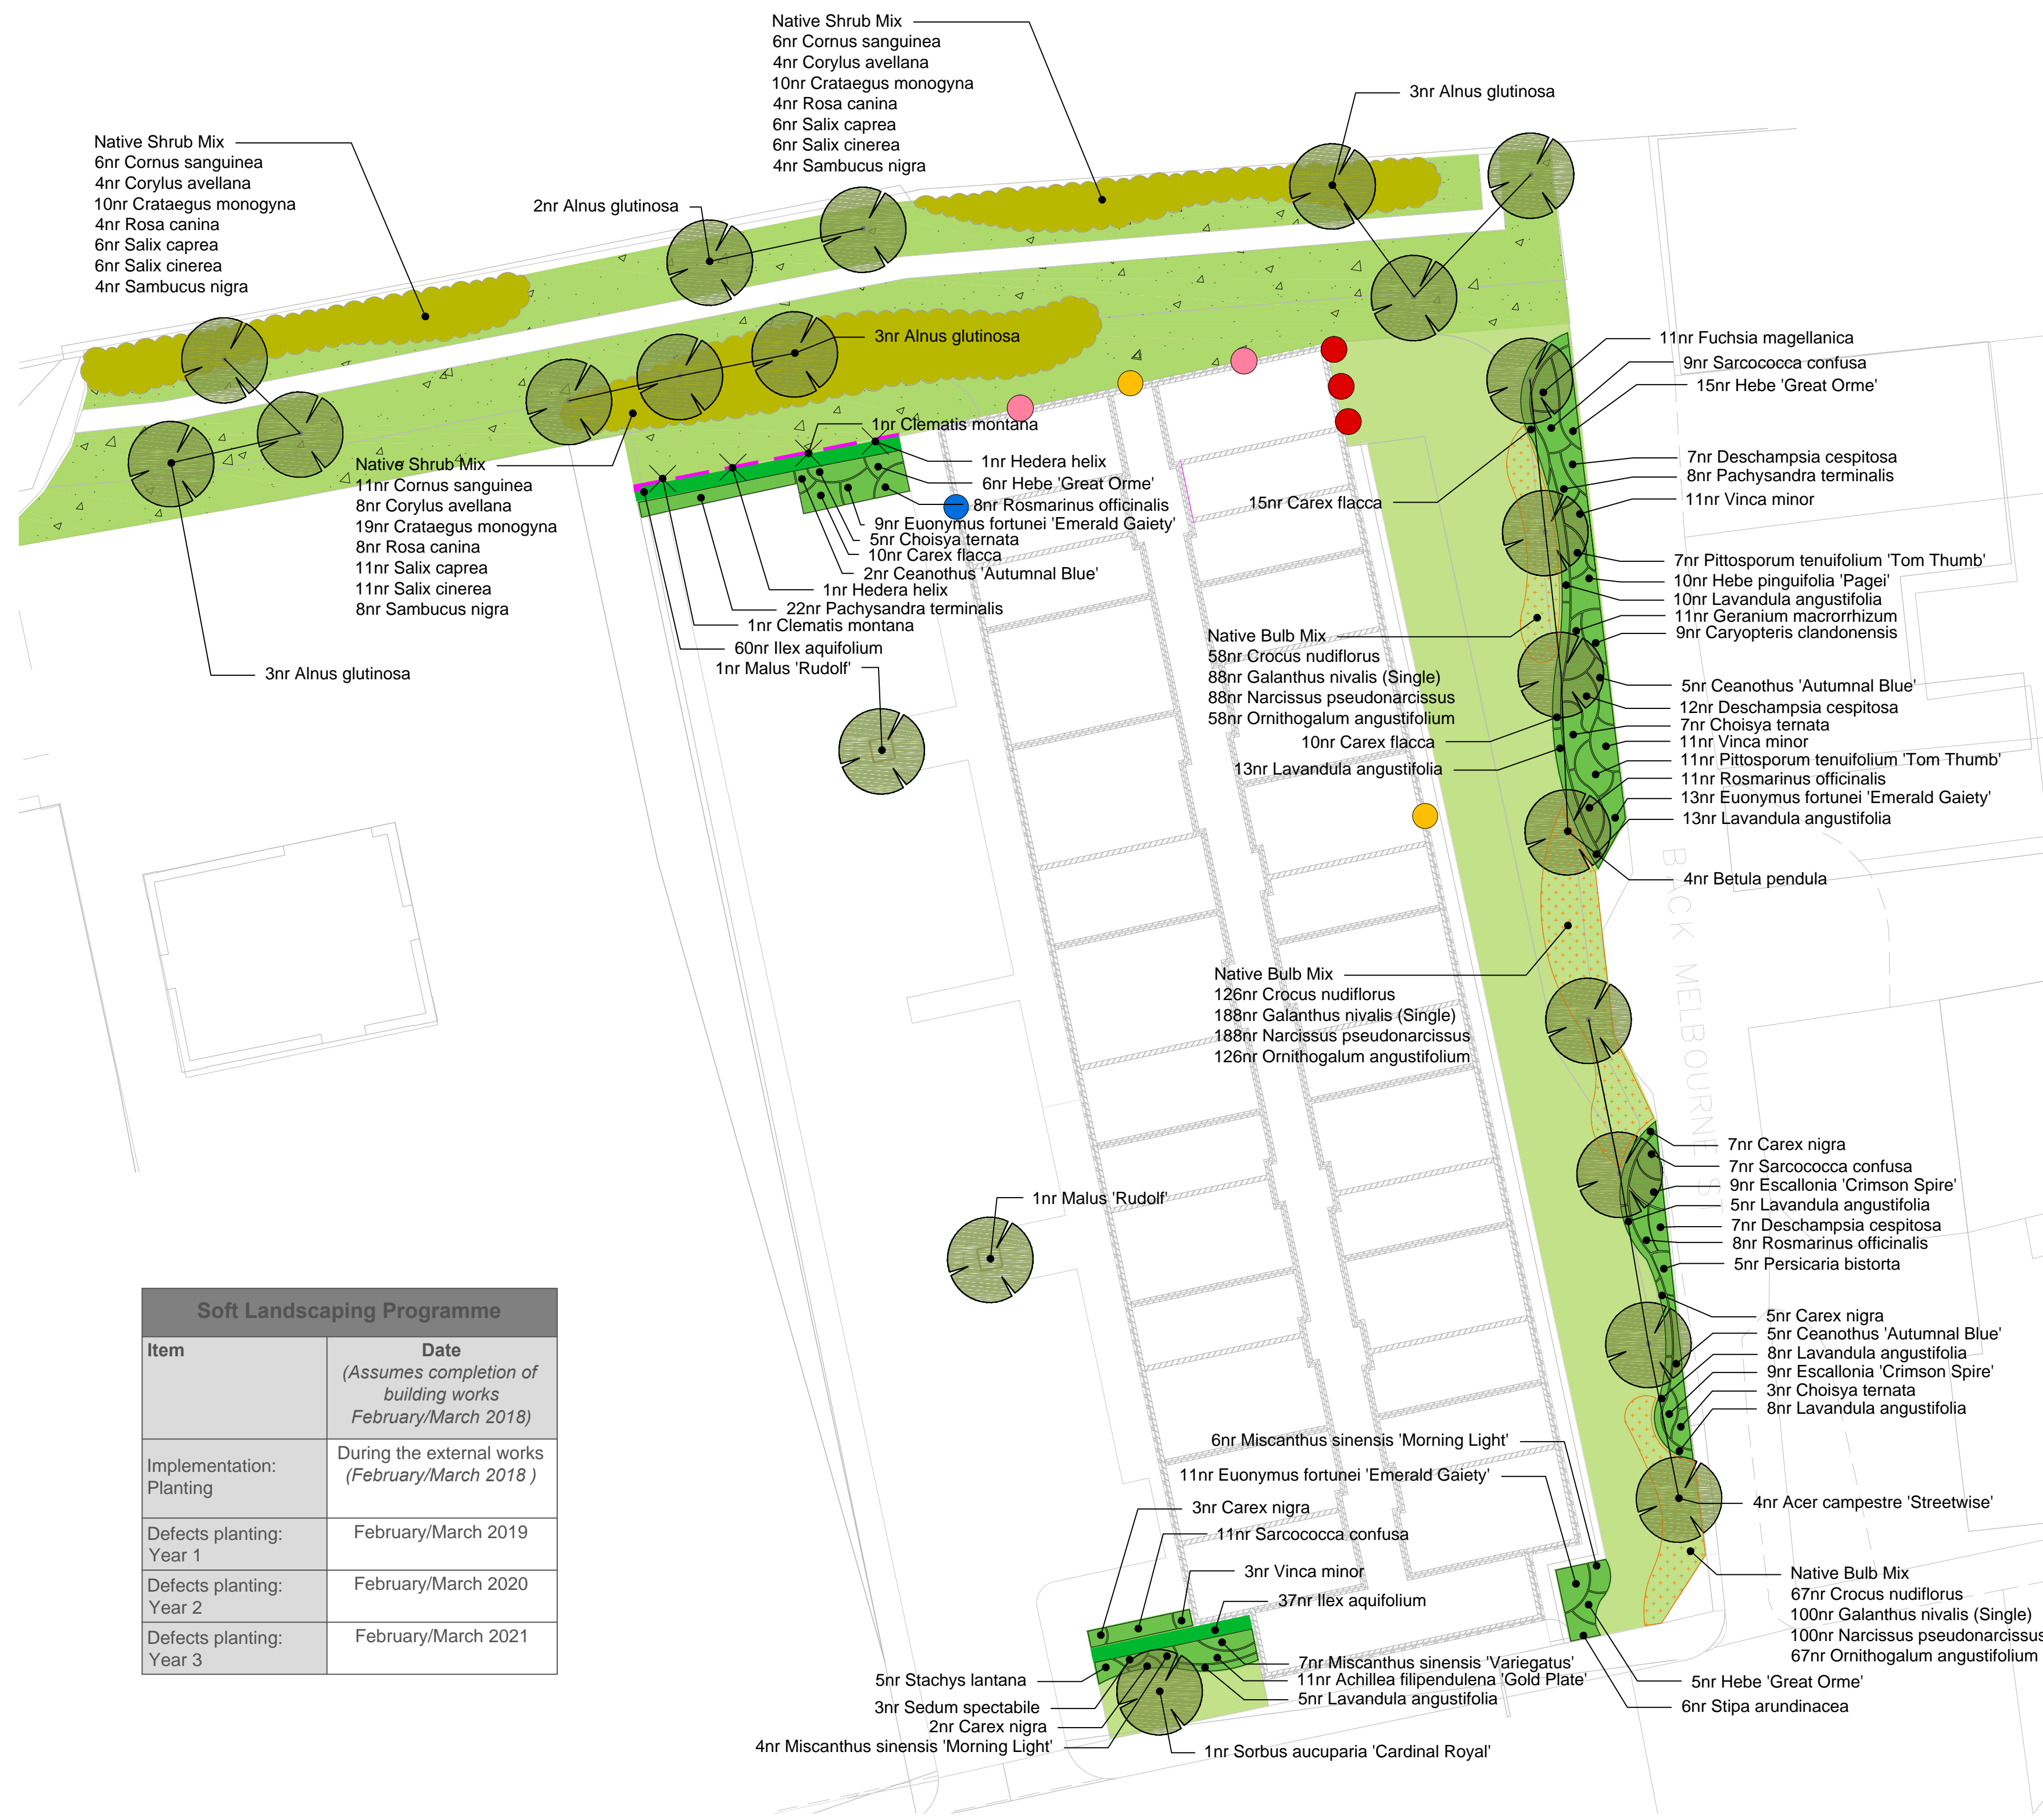 Native Shrub Mix
6nr Cornus sanguinea
4nr Corylus avellana
10nr Crataegus monogyna
4nr Rosa canina
6nr Salix caprea
6nr Salix cinerea
4nr Sambucus nigra
3nr Alnus glutinosa
Native Shrub Mix
6nr Cornus sanguinea
4nr Corylus avellana
10nr Crataegus monogyna
4nr Rosa canina
6nr Salix caprea
6nr Salix cinerea
4nr Sambucus nigra
2nr Alnus glutinosa
3nr Alnus glutinosa
11nr Fuchsia magellanica
9nr Sarcococca confusa
15nr Hebe 'Great Orme'
1nr Clematis montana
1nr Hedera helix
6nr Hebe 'Great Orme'
8nr Rosmarinus officinalis
9nr Euonymus fortunei 'Emerald Gaiety'
5nr Choisya ternata
10nr Carex flacca
2nr Ceanothus 'Autumnal Blue'
1nr Hedera helix
22nr Pachysandra terminalis
1nr Clematis montana
60nr Ilex aquifolium
1nr Malus 'Rudolf'
Native Shrub Mix
11nr Cornus sanguinea
8nr Corylus avellana
19nr Crataegus monogyna
8nr Rosa canina
11nr Salix caprea
11nr Salix cinerea
8nr Sambucus nigra
3nr Alnus glutinosa
7nr Deschampsia cespitosa
8nr Pachysandra terminalis
11nr Vinca minor
15nr Carex flacca
7nr Pittosporum tenuifolium 'Tom Thumb'
10nr Hebe pinguifolia 'Pagei'
10nr Lavandula angustifolia
11nr Geranium macrorrhizum
9nr Caryopteris clandonensis
Native Bulb Mix
58nr Crocus nudiflorus
88nr Galanthus nivalis (Single)
88nr Narcissus pseudonarcissus
58nr Ornithogalum angustifolium
10nr Carex flacca
13nr Lavandula angustifolia
5nr Ceanothus 'Autumnal Blue'
12nr Deschampsia cespitosa
7nr Choisya ternata
11nr Vinca minor
11nr Pittosporum tenuifolium 'Tom Thumb'
11nr Rosmarinus officinalis
13nr Euonymus fortunei 'Emerald Gaiety'
13nr Lavandula angustifolia
4nr Betula pendula
BACK MELBOURNE S
Native Bulb Mix
126nr Crocus nudiflorus
188nr Galanthus nivalis (Single)
188nr Narcissus pseudonarcissus
126nr Ornithogalum angustifolium
7nr Carex nigra
7nr Sarcococca confusa
9nr Escallonia 'Crimson Spire'
5nr Lavandula angustifolia
7nr Deschampsia cespitosa
8nr Rosmarinus officinalis
5nr Persicaria bistorta
1nr Malus 'Rudolf'
5nr Carex nigra
5nr Ceanothus 'Autumnal Blue'
8nr Lavandula angustifolia
9nr Escallonia 'Crimson Spire'
3nr Choisya ternata
8nr Lavandula angustifolia
Soft Landscaping Programme
Item
Date
(Assumes completion of
building works
February/March 2018)
Implementation:
Planting
During the external works
(February/March 2018 )
Defects planting:
Year 1
February/March 2019
Defects planting:
Year 2
February/March 2020
Defects planting:
Year 3
February/March 2021
6nr Miscanthus sinensis 'Morning Light'
11nr Euonymus fortunei 'Emerald Gaiety'
4nr Acer campestre 'Streetwise'
3nr Carex nigra
11nr Sarcococca confusa
3nr Vinca minor
37nr Ilex aquifolium
Native Bulb Mix
67nr Crocus nudiflorus
100nr Galanthus nivalis (Single)
100nr Narcissus pseudonarcissus
67nr Ornithogalum angustifolium
7nr Miscanthus sinensis 'Variegatus'
11nr Achillea filipendulena 'Gold Plate'
5nr Lavandula angustifolia
5nr Stachys lantana
3nr Sedum spectabile
2nr Carex nigra
4nr Miscanthus sinensis 'Morning Light'
1nr Sorbus aucuparia 'Cardinal Royal'
5nr Hebe 'Great Orme'
6nr Stipa arundinacea